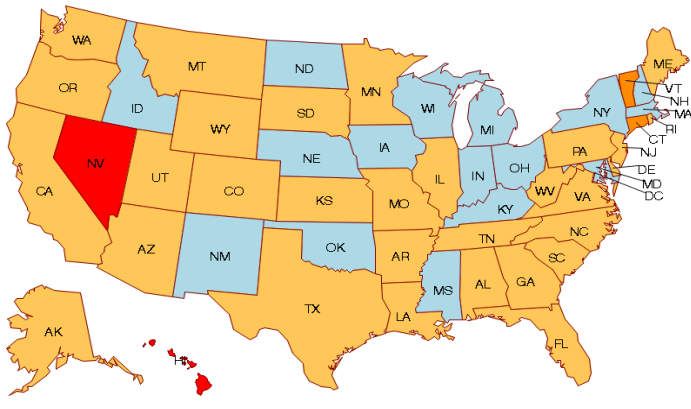 WA
ME
MT
ND
VT
OR
MN
NH
ID
WI
NY
MA
SD
MI
RI
WY
CT
IA
PA
NJ
NV
NE
OH
UT
IL
IN
DE
CO
WV
MD
CA
KS
MO
VA
DC
KY
NC
TN
AZ
NM
OK
AR
SC
MS
AL
GA
TX
LA
AK
FL
HI